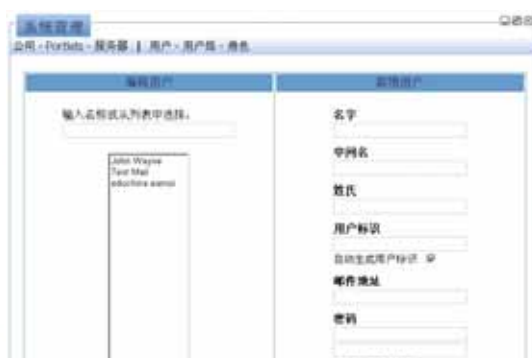 系统管理
公司 - Portlets - 服务器 | 用户 - 用户组 - 角色
编辑用户
输入名称或从列表中选择。
John Wayne
Test Mail
新增用户
名字
中间名
姓氏
用户标识
自动生成用户标识
邮件地址
密码